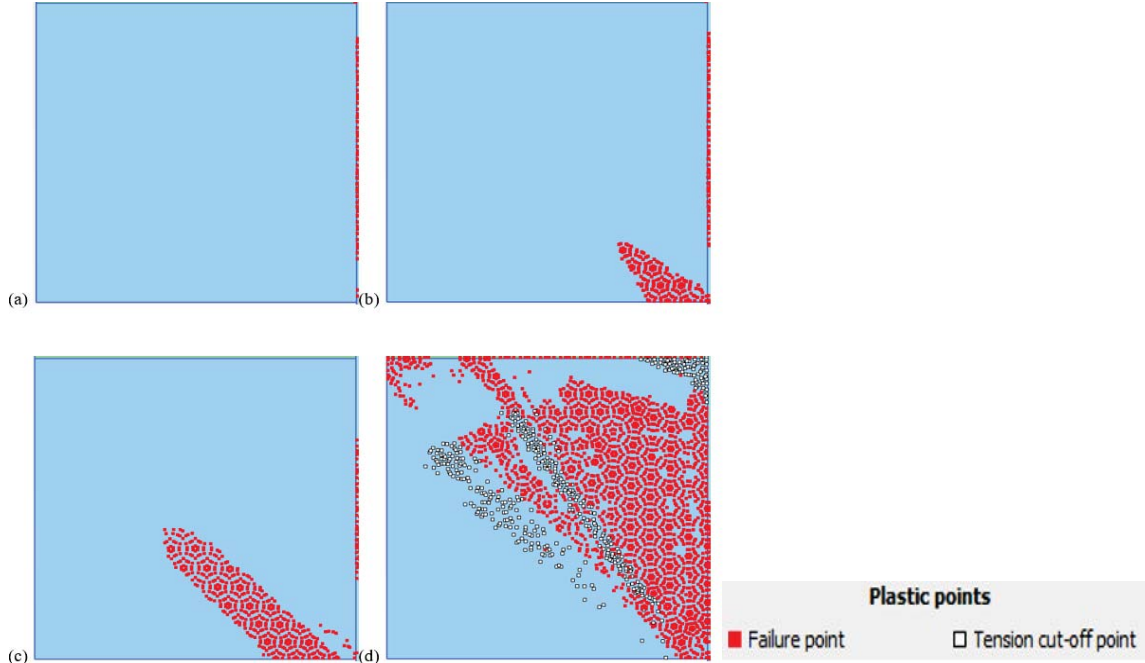 (a)
(b)
(c)
(d)
Plastic points
Failure point
Tension cut-off point